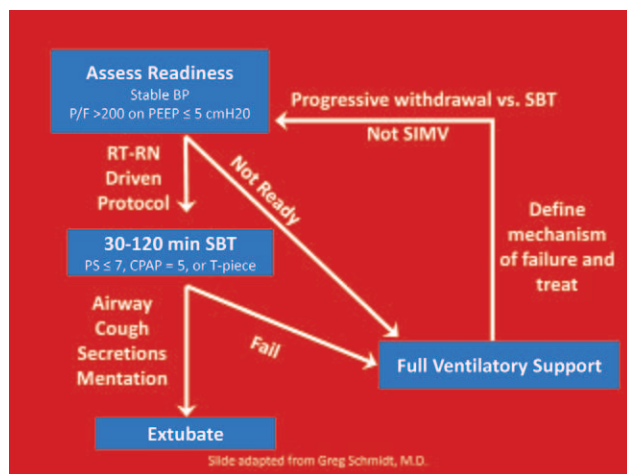 Assess Readiness
Stable BP
P/F >200 on PEEP ≤ 5 cmH20
Progressive withdrawal vs. SBT
Not SIMV
RT-RN
Driven
Protocol
Not Ready
Define
mechanism
of failure and
treat
30-120 min SBT
PS ≤ 7, CPAP = 5, or T-piece
Airway
Cough
Secretions
Mentation
Fail
Full Ventilatory Support
Extubate
Slide adapted from Greg Schmidt, M.D.